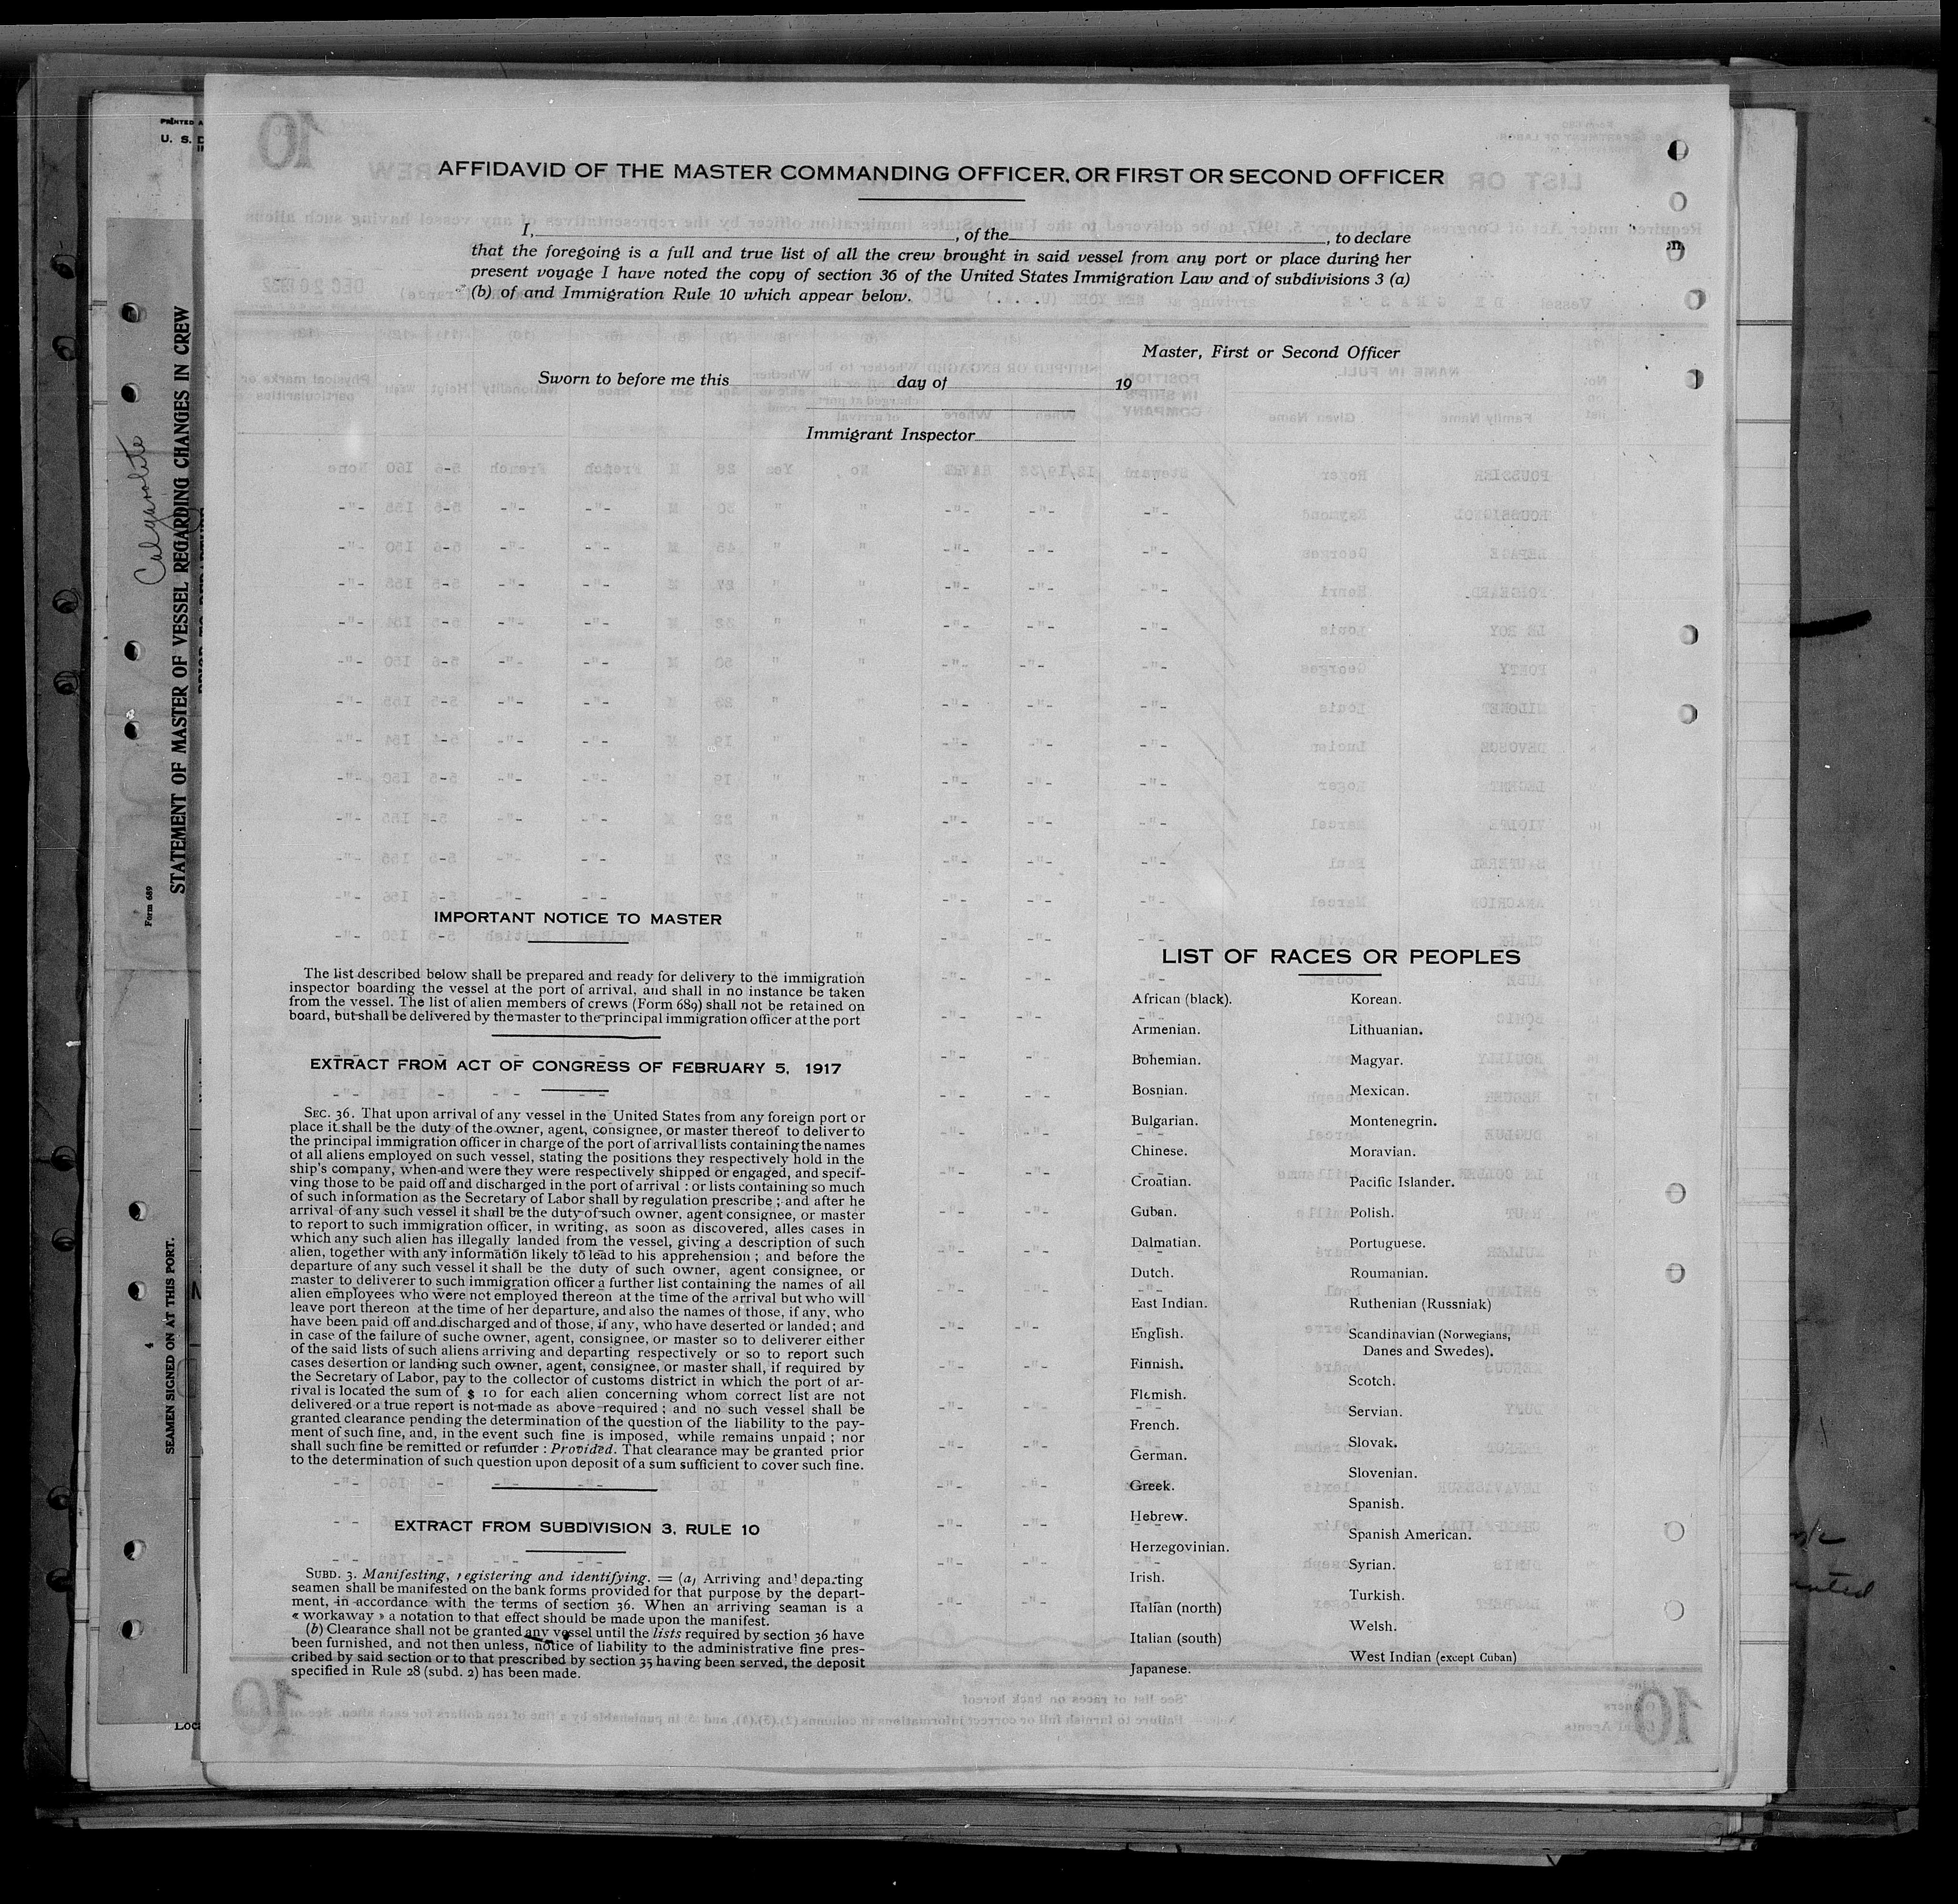 AFFIDAVID OF THE MASTER COMMANDING OFFICER, OR FIRST OR SECOND OFFICER
I, , of the , to declare
that the foregoing is a full and true list of all the crew brought in said vessel from any port or place during her
present voyage I have noted the copy of section 36 of the United States Immigration Law and of subdivisions 3 (a)
(b) of and Immigration Rule 10 which appear below.
Master, First or Second Officer
Sworn to before me this day of 19
Immigrant Inspector
IMPORTANT NOTICE TO MASTER
The list described below shall be prepared and ready for delivery to the immigration
inspector boarding the vessel at the port of arrival, and shall in no instance be taken
from the vessel. The list of alien members of crews (Form 689) shall not be retained on
board, but shall be delivered by the master to the principal immigration officer at the port
EXTRACT FROM ACT OF CONGRESS OF FEBRUARY 5, 1917
SEC. 36. That upon arrival of any vessel in the United States from any foreign port or
place it shall be the duty of the owner, agent, consignee, or master thereof to deliver to
the principal immigration officer in charge of the port of arrival lists containing the names
ot all aliens employed on such vessel, stating the positions they respectively hold in the
ship's company, when and were they were respectively shipped or engaged, and specif-
ving those to be paid off and discharged in the port of arrival : or lists containing so much
of such information as the Secretary of Labor shall by regulation prescribe ; and after he
arrival of any such vessel it shall be the duty of such owner, agent consignee, or master
to report to such immigration officer, in writing, as soon as discovered, alles cases in
which any such alien has illegally landed from the vessel, giving a description of such
alien, together with any information likely to lead to his apprehension ; and before the
departure of any such vessel it shall be the duty of such owner, agent consignee, or
master to deliverer to such immigration officer a further list containing the names of all
alien employees who were not employed thereon at the time of the arrival but who will
leave port thereon at the time of her departure, and also the names of those, if any, who
have been paid off and discharged and of those, if any, who have deserted or landed ; and
in case of the failure of suche owner, agent, consignee, or master so to deliverer either
of the said lists of such aliens arriving and departing respectively or so to report such
cases desertion or landing such owner, agent, consignee, or master shall, if required by
the Secretary of Labor, pay to the collector of customs district in which the port of ar-
rival is located the sum of $ 10 for each alien concerning whom correct list are not
delivered or a true report is not made as above required ; and no such vessel shall be
granted clearance pending the determination of the question of the liability to the pay-
ment of such fine, and, in the event such fine is imposed, while remains unpaid ; nor
shall such fine be remitted or refunder : Provided. That clearance may be granted prior
to the determination of such question upon deposit of a sum sufficient to cover such fine.
EXTRACT FROM SUBDIVISION 3, RULE 10
SUBD. 3. Manifesting, registering and identifying. = (a) Arriving and departing
seamen shall be manifested on the bank forms provided for that purpose by the depart-
ment, in accordance with the terms of section 36. When an arriving seaman is a
« workaway » a notation to that effect should be made upon the manifest.
(b) Clearance shall not be granted any vessel until the lists required by section 36 have
been furnished, and not then unless, notice of liability to the administrative fine pres-
cribed by said section or to that prescribed by section 35 having been served, the deposit
specified in Rule 28 (subd. 2) has been made.
LIST OF RACES OR PEOPLES
African (black).
Armenian.
Bohemian.
Bosnian.
Bulgarian.
Chinese.
Croatian.
Guban.
Dalmatian.
Dutch.
East Indian.
English.
Finnish.
Flemish.
French.
German.
Greek.
Hebrew.
Herzegovinian.
Irish.
Italian (north)
Italian (south)
Japanese.
Korean.
Lithuanian.
Magyar.
Mexican.
Montenegrin.
Moravian.
Pacific Islander.
Polish.
Portuguese.
Roumanian.
Ruthenian (Russniak)
Scandinavian (Norwegians,
Danes and Swedes).
Scotch.
Servian.
Slovak.
Slovenian.
Spanish.
Spanish American.
Syrian.
Turkish.
Welsh.
West Indian (except Cuban)
PRINTED
U. S.
Form 689
STATEMENT OF MASTER OF VESSEL REGARDING CHANGES IN CREW
Calgarolite
4
SEAMEN SIGNED ON AT THIS PORT.